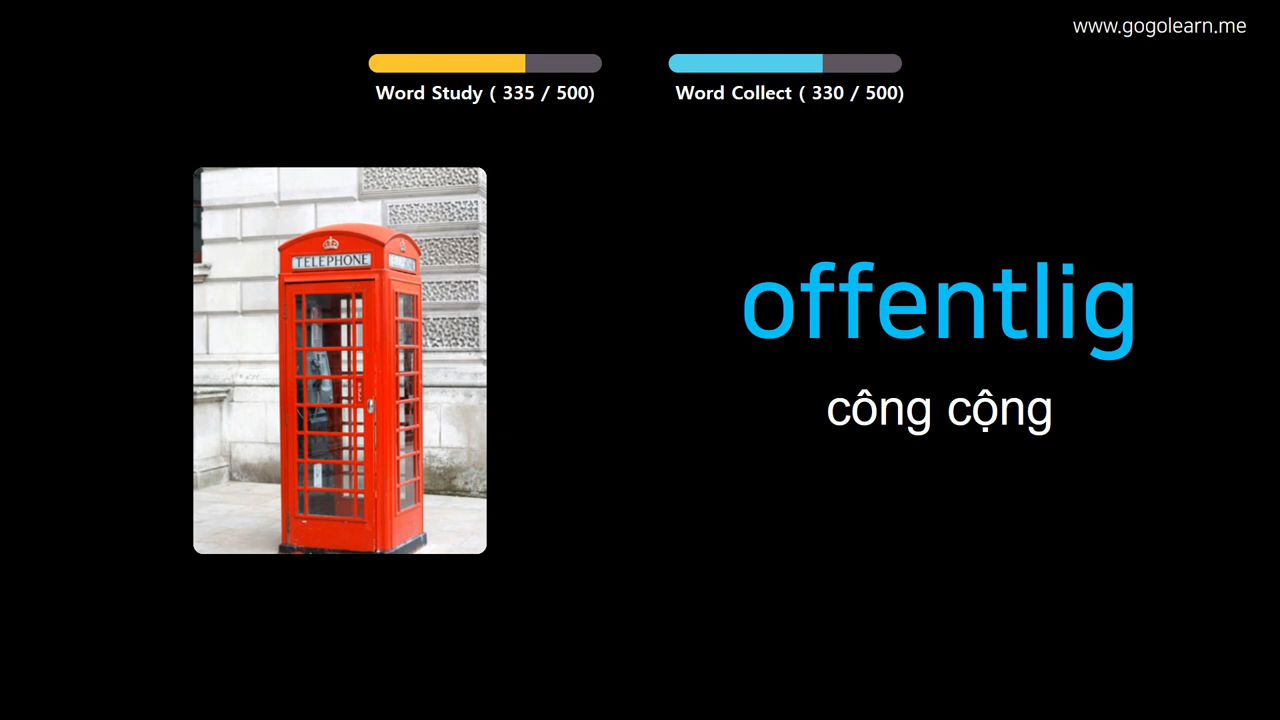 www.gogolearn.me
Word Study ( 335 / 500)
Word Collect ( 330 / 500)
TELEPHONE
offentlig
công cộng